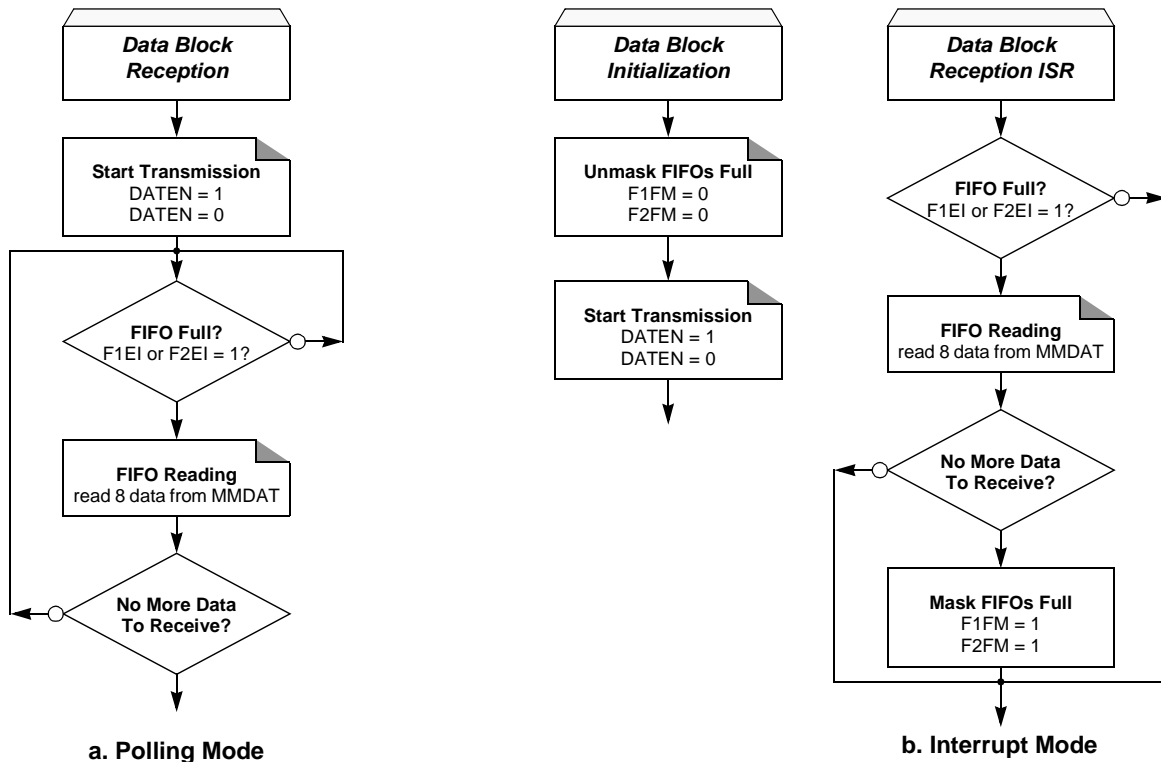 Data Block
Reception
Start Transmission
DATEN = 1
DATEN = 0
FIFO Full?
F1EI or F2EI = 1?
FIFO Reading
read 8 data from MMDAT
No More Data
To Receive?
a. Polling Mode
Data Block
Initialization
Unmask FIFOs Full
F1FM = 0
F2FM = 0
Start Transmission
DATEN = 1
DATEN = 0
Data Block
Reception ISR
FIFO Full?
F1EI or F2EI = 1?
FIFO Reading
read 8 data from MMDAT
No More Data
To Receive?
Mask FIFOs Full
F1FM = 1
F2FM = 1
b. Interrupt Mode